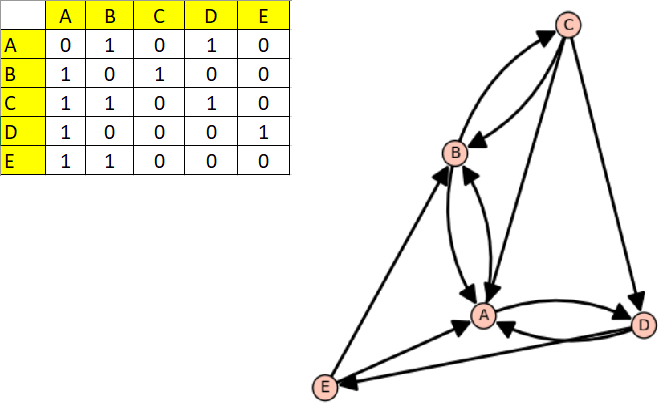 A B C D E
A 0 1 0 1 0
B 1 0 1 0 0
C 1 1 0 1 0
D 1 0 0 0 1
E 1 1 0 0 0
C
B
A
D
E